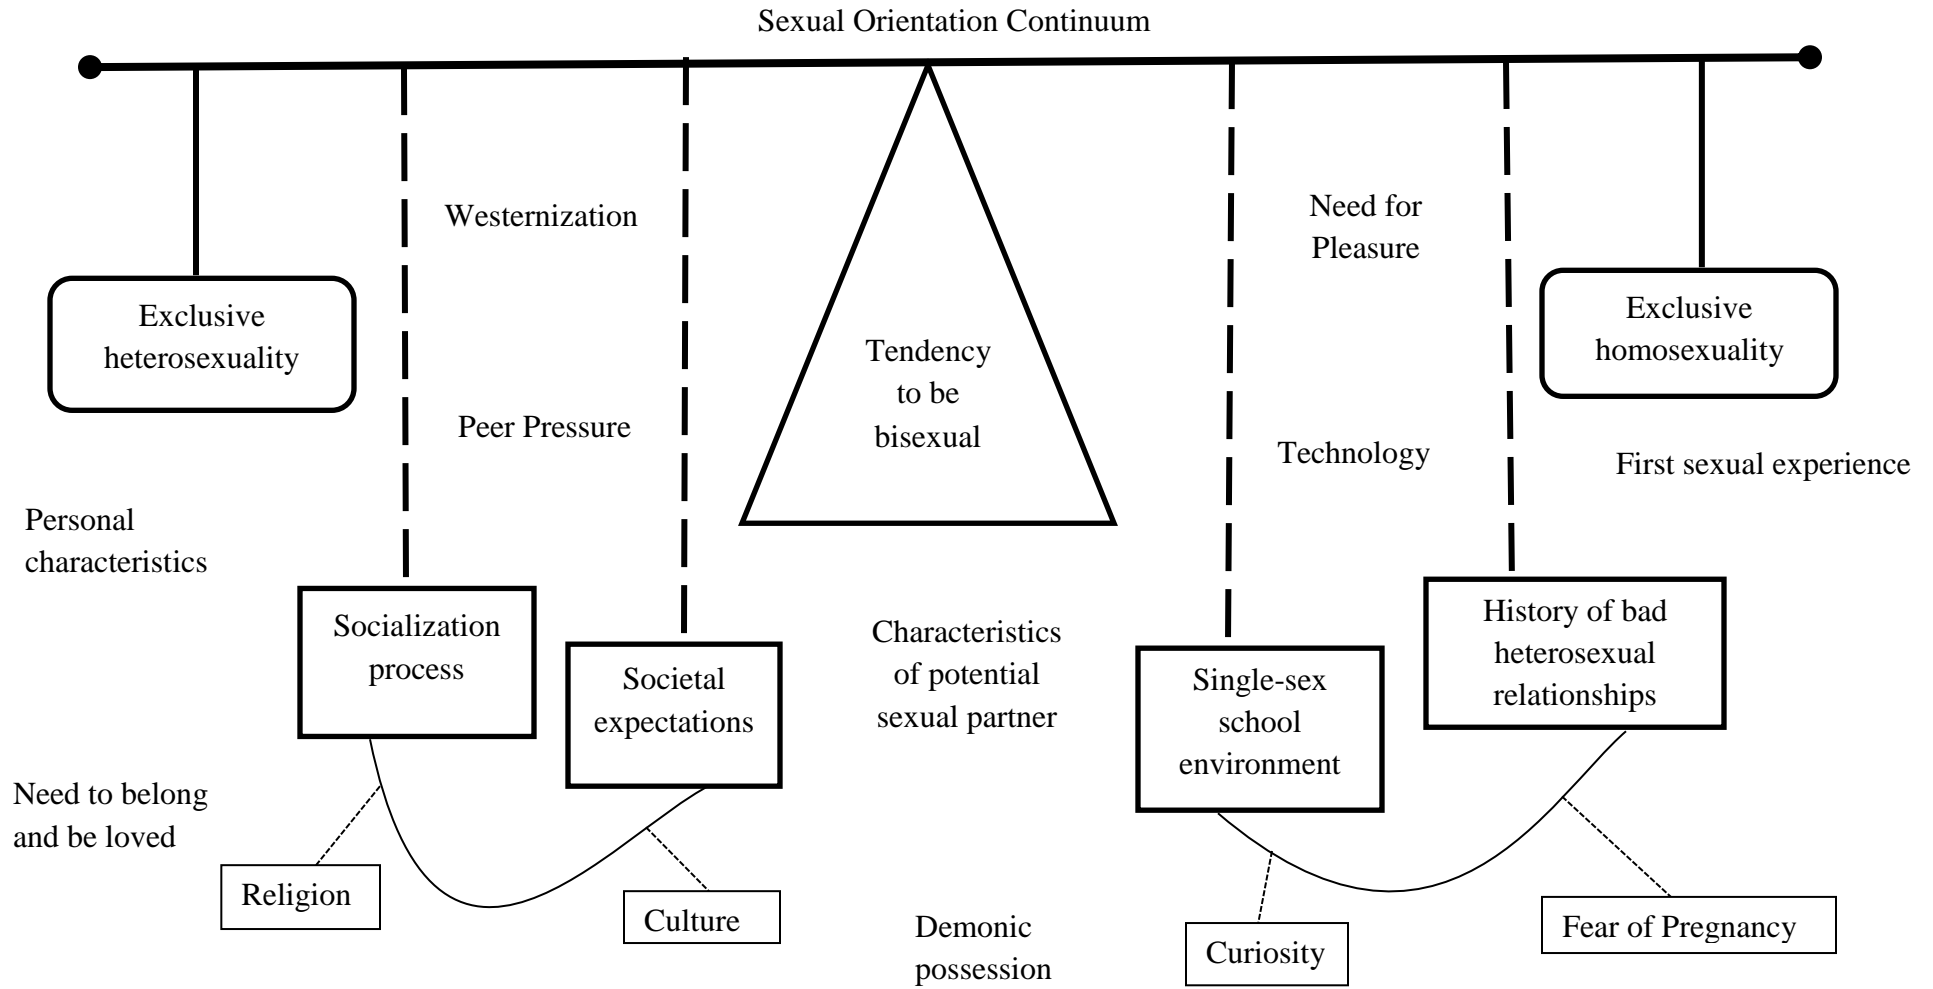 Sexual Orientation Continuum
Westernization
Need for
Pleasure
Exclusive
heterosexuality
Exclusive
homosexuality
Tendency
to be
bisexual
Peer Pressure
Technology
First sexual experience
Personal
characteristics
Socialization
process
Societal
expectations
Characteristics
of potential
sexual partner
Single-sex
school
environment
History of bad
heterosexual
relationships
Need to belong
and be loved
Religion
Culture
Demonic
possession
Curiosity
Fear of Pregnancy